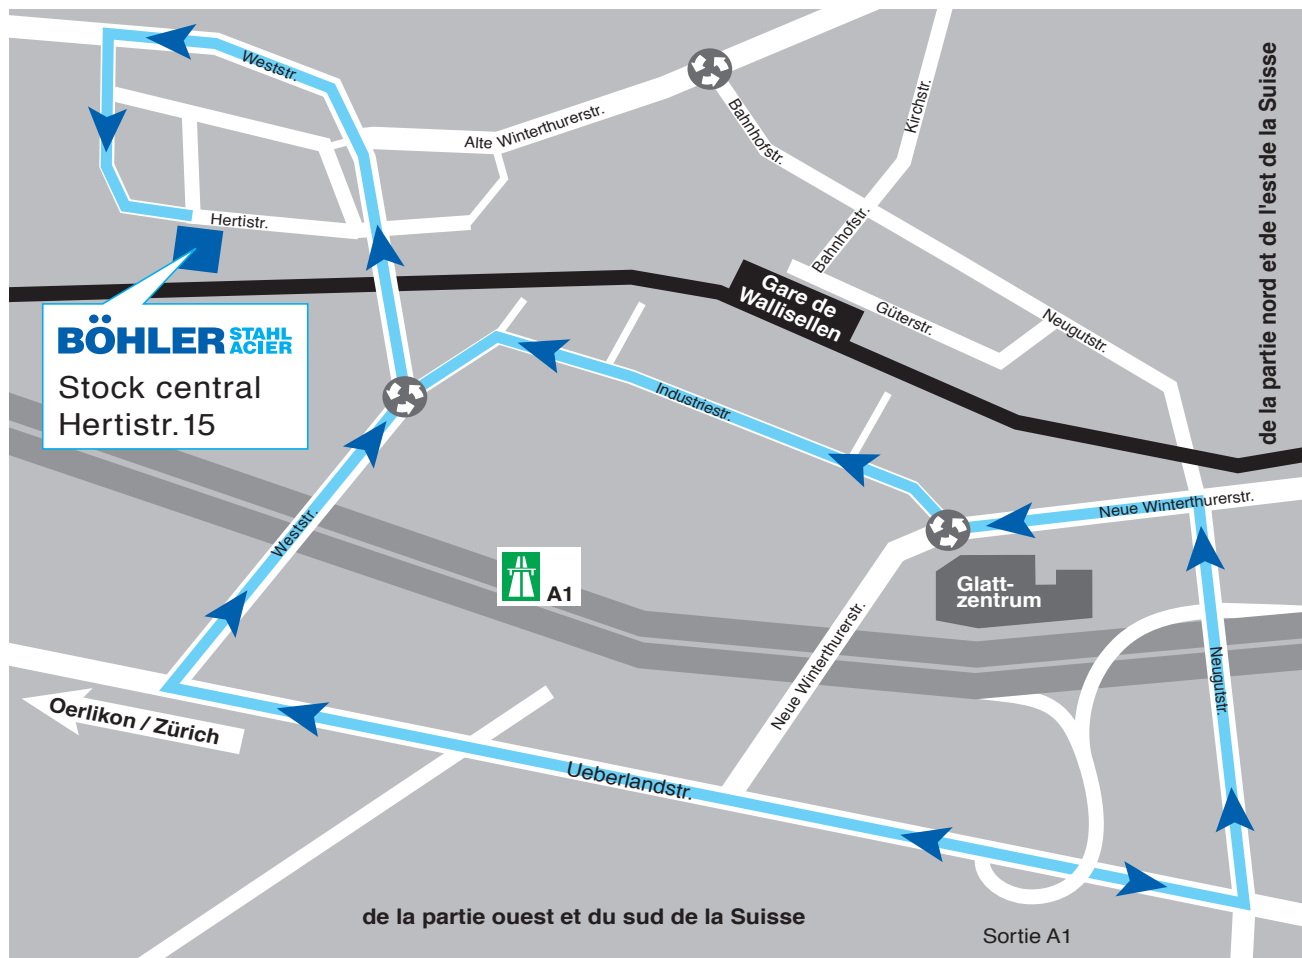 Weststr.
Alte Winterthurerstr.
Bahnhofstr.
Kirchstr.
de la partie nord et de l'est de la Suisse
Hertistr.
Bahnhofstr.
Gare de
Wallisellen
Güterstr.
Neugutstr.
BÖHLER STAHL
ACIER
Stock central
Hertistr.15
Industriestr.
Weststr.
Neue Winterthurerstr.
A1
Glatt-
zentrum
Neue Winterthurerstr.
Neugutstr.
Oerlikon / Zürich
Ueberlandstr.
de la partie ouest et du sud de la Suisse
Sortie A1